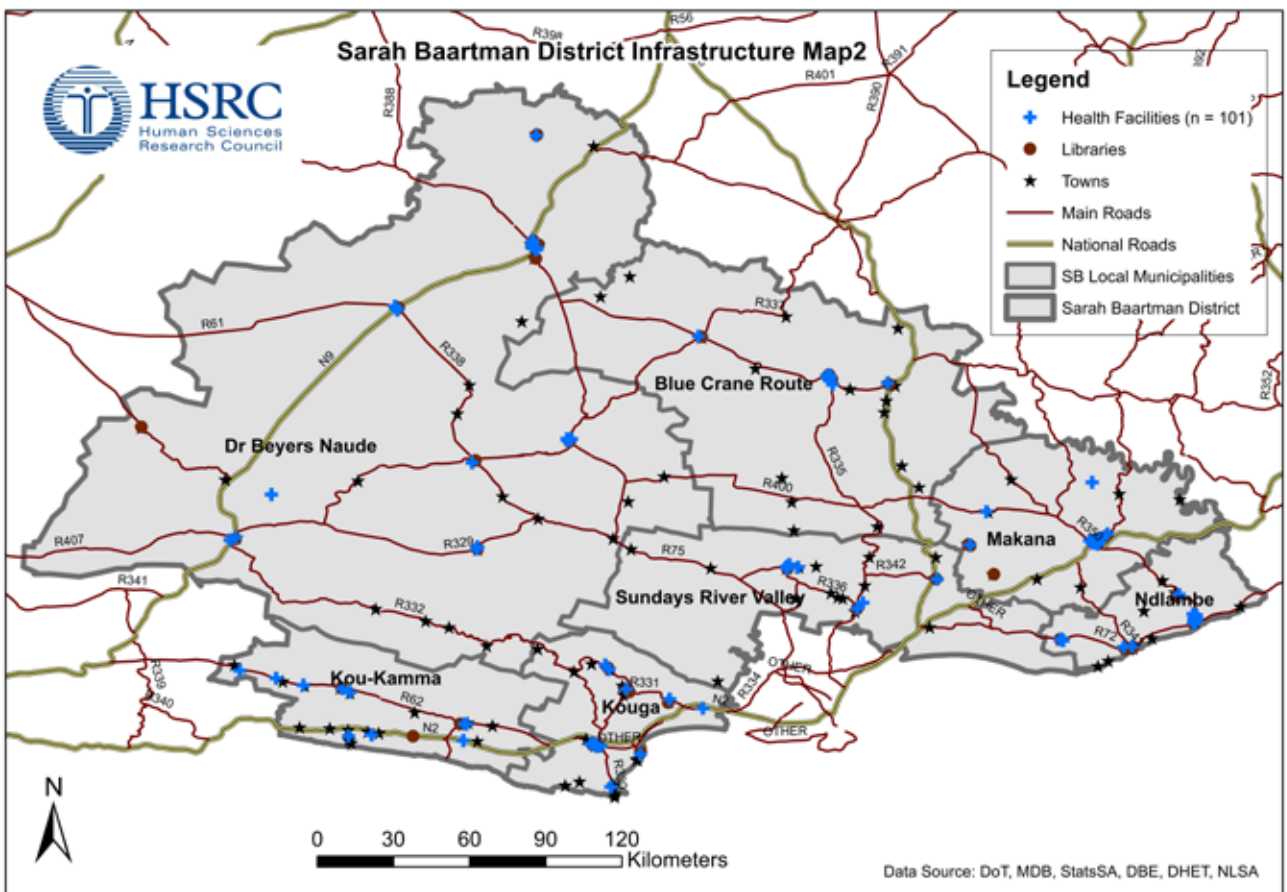 R56
R398
Sarah Baartman District Infrastructure Map2
R391
R401
R390
R388
HSRC
Human Sciences
Research Council
Legend
Health Facilities (n = 101)
Libraries
Towns
Main Roads
National Roads
SB Local Municipalities
Sarah Baartman District
R61
R337
N9
R338
Blue Crane Route
R352
Dr Beyers Naude
R335
R400
R350
R407
R329
R75
R342
Makana
R341
R336
Sundays River Valley
OTHER
Ndlambe
R332
R72
R34
R339
R340
Kou-Kamma
R62
N2
R331
Kouga
N2
R334
OTHER
OTHER
OTHER
R330
N
0 30 60 90 120
Kilometers
Data Source: DoT, MDB, StatsSA, DBE, DHET, NLSA